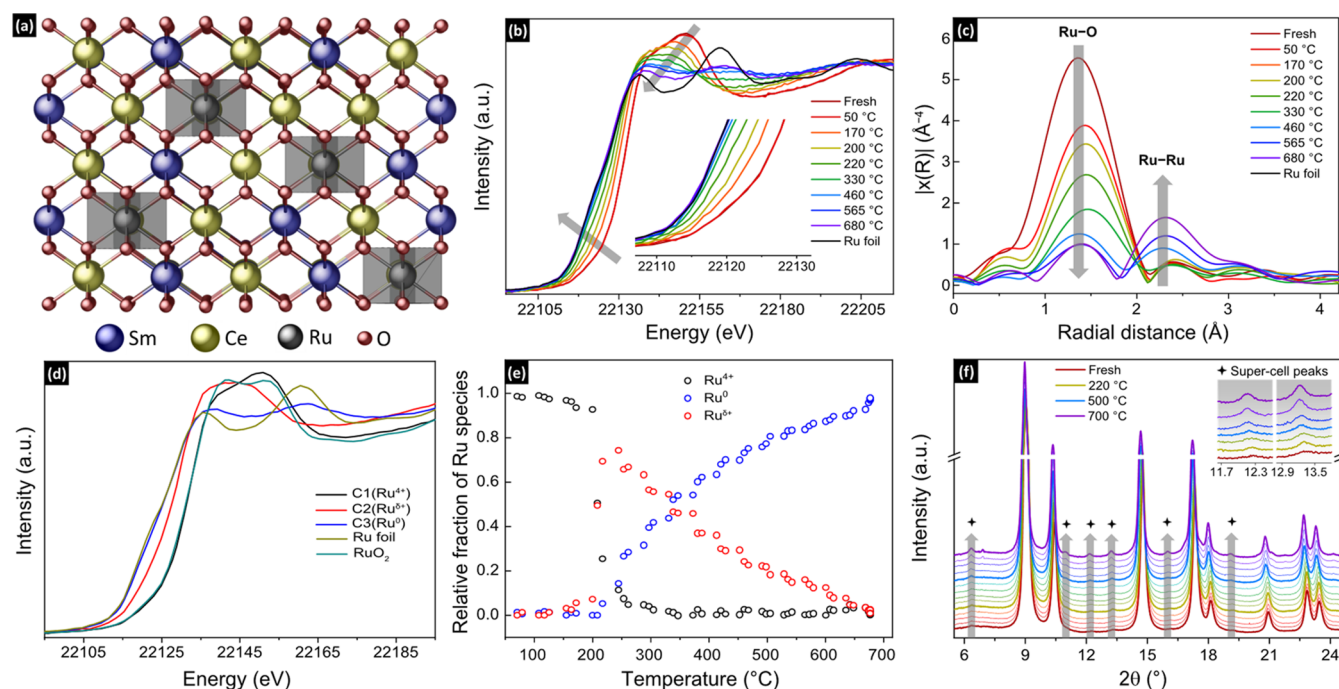 (a)
Sm
Ce
Ru
O
(b)
Intensity (a.u.)
Fresh
50 °C
170 °C
200 °C
220 °C
330 °C
460 °C
565 °C
680 °C
Ru foil
22110
22120
22130
22105
22130
22155
22180
22205
Energy (eV)
(c)
Ru–O
Ru–Ru
|x(R)| (Å⁻⁴)
6
5
4
3
2
1
0
Fresh
50 °C
170 °C
200 °C
220 °C
330 °C
460 °C
565 °C
680 °C
Ru foil
0
1
2
3
4
Radial distance (Å)
(d)
Intensity (a.u.)
C1(Ru⁴⁺)
C2(Ruᵟ⁺)
C3(Ru⁰)
Ru foil
RuO₂
22105
22125
22145
22165
22185
Energy (eV)
(e)
Relative fraction of Ru species
1.0
0.8
0.6
0.4
0.2
0.0
Ru⁴⁺
Ru⁰
Ruᵟ⁺
100
200
300
400
500
600
700
Temperature (°C)
(f)
Intensity (a.u.)
Fresh
220 °C
500 °C
700 °C
Super-cell peaks
11.7
12.3
12.9
13.5
6
9
12
15
18
21
24
2θ (°)